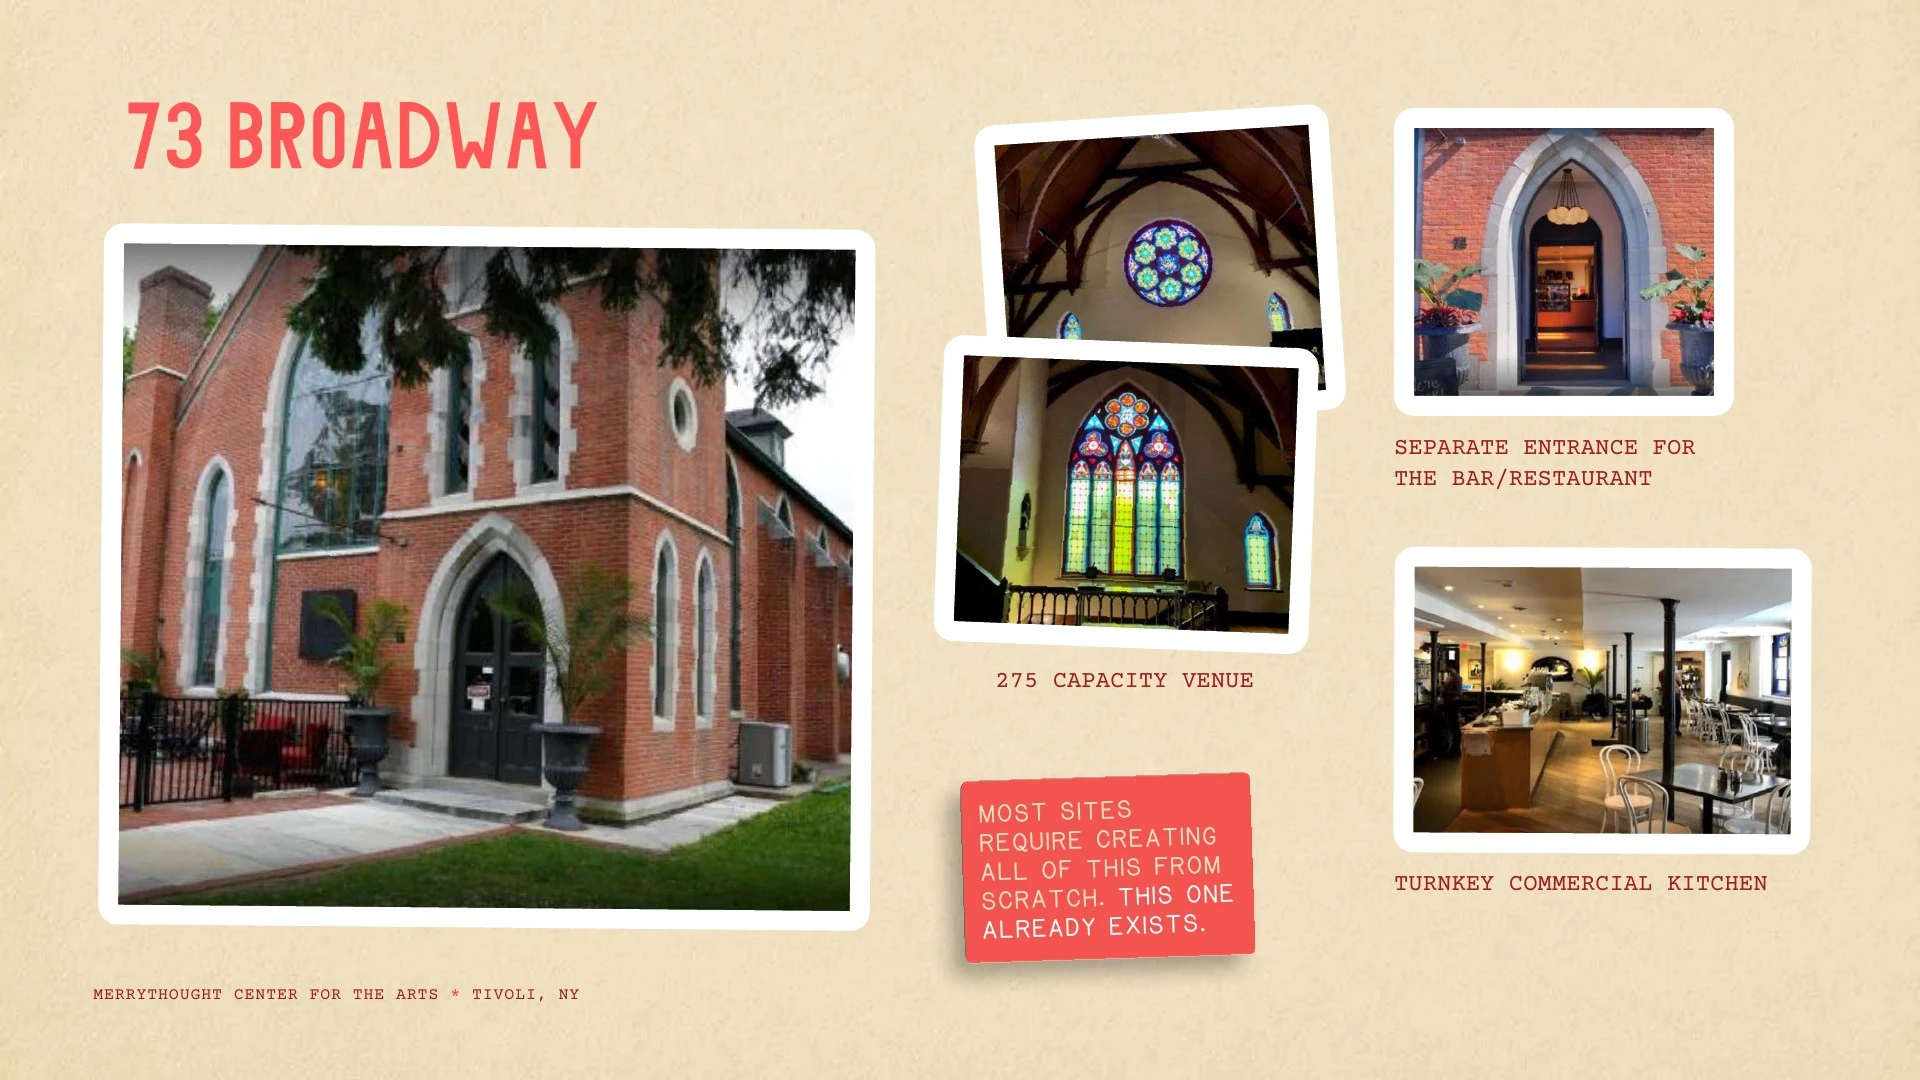 73 BROADWAY
275 CAPACITY VENUE
MOST SITES
REQUIRE CREATING
ALL OF THIS FROM
SCRATCH. THIS ONE
ALREADY EXISTS.
SEPARATE ENTRANCE FOR
THE BAR/RESTAURANT
TURNKEY COMMERCIAL KITCHEN
MERRYTHOUGHT CENTER FOR THE ARTS * TIVOLI, NY